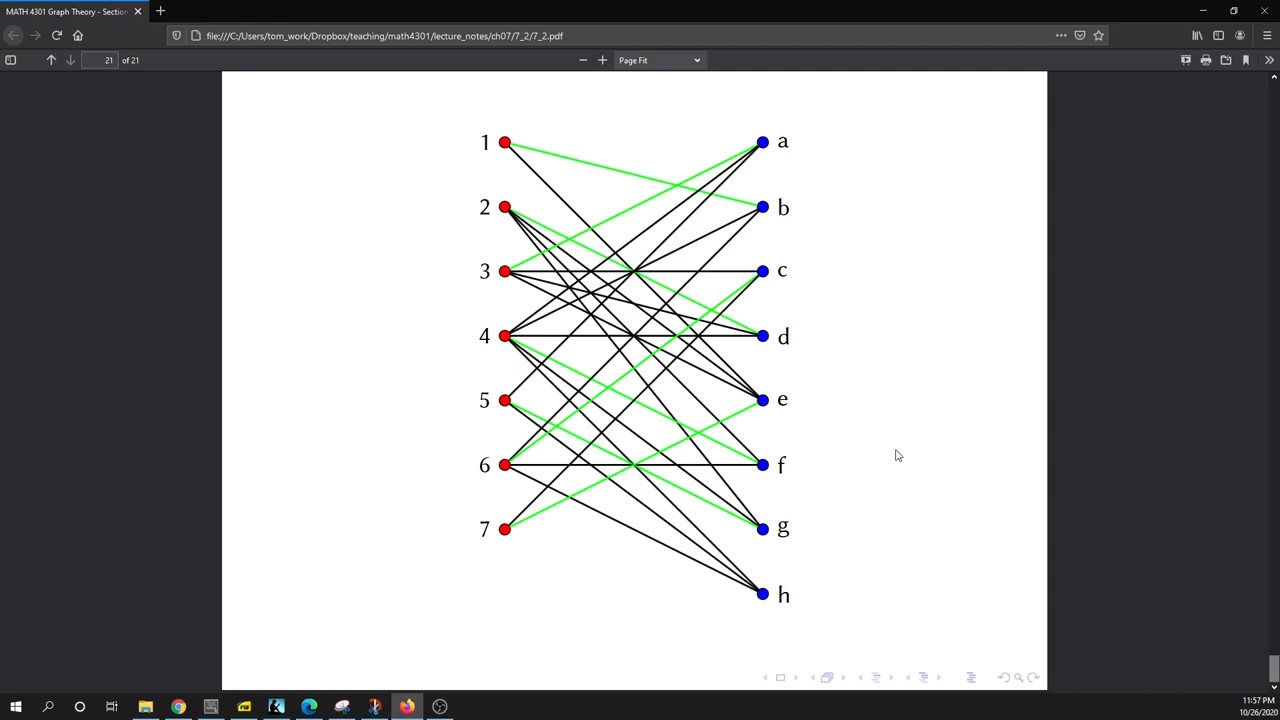 MATH 4301 Graph Theory - Section
file:///C:/Users/tom_work/Dropbox/teaching/math4301/lecture_notes/ch07/7_2/7_2.pdf
21 of 21
Page Fit
1 a
2 b
3 c
4 d
5 e
6 f
7 g
h
11:57 PM
10/26/2020